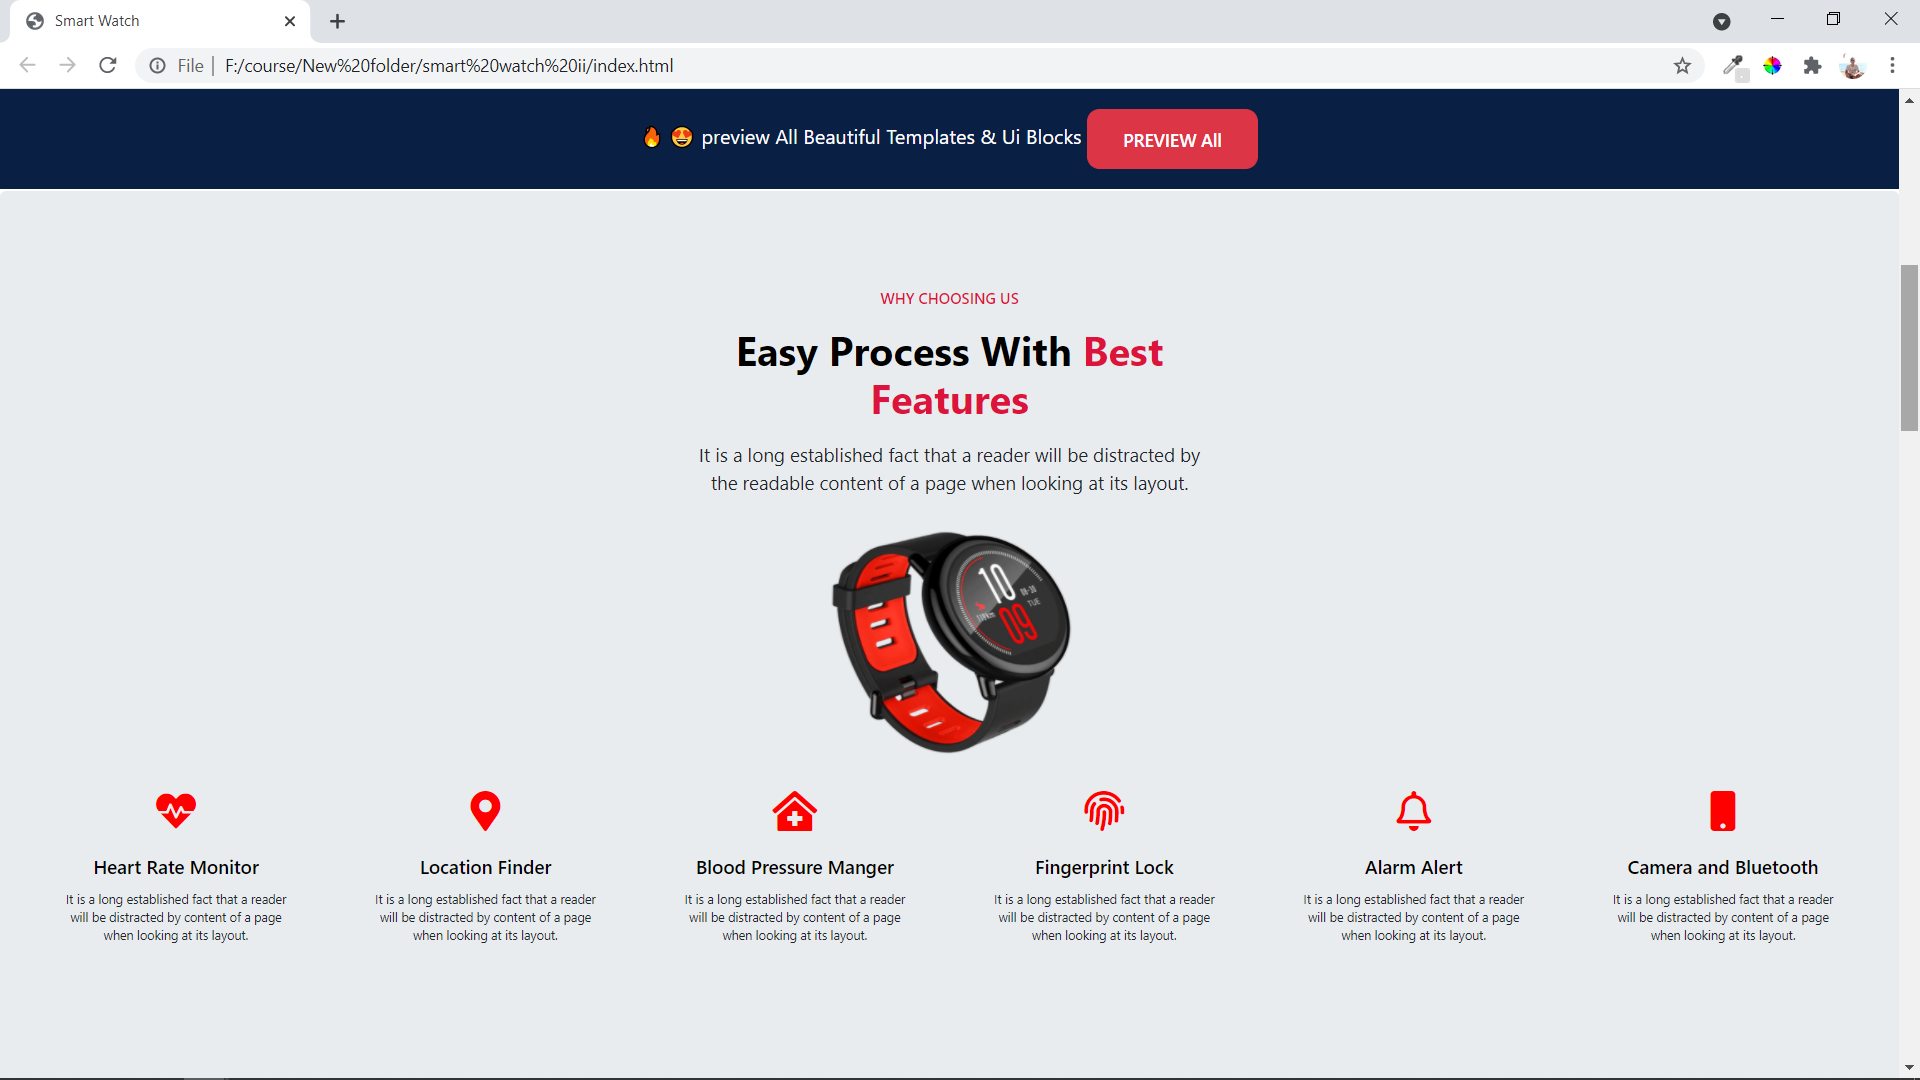 Smart Watch
File | F:/course/New%20folder/smart%20watch%20ii/index.html
🔥 😍 preview All Beautiful Templates & Ui Blocks PREVIEW All
WHY CHOOSING US
Easy Process With Best
Features
It is a long established fact that a reader will be distracted by
the readable content of a page when looking at its layout.
10
08-30
TUE
09
Heart Rate Monitor
It is a long established fact that a reader
will be distracted by content of a page
when looking at its layout.
Location Finder
It is a long established fact that a reader
will be distracted by content of a page
when looking at its layout.
Blood Pressure Manger
It is a long established fact that a reader
will be distracted by content of a page
when looking at its layout.
Fingerprint Lock
It is a long established fact that a reader
will be distracted by content of a page
when looking at its layout.
Alarm Alert
It is a long established fact that a reader
will be distracted by content of a page
when looking at its layout.
Camera and Bluetooth
It is a long established fact that a reader
will be distracted by content of a page
when looking at its layout.